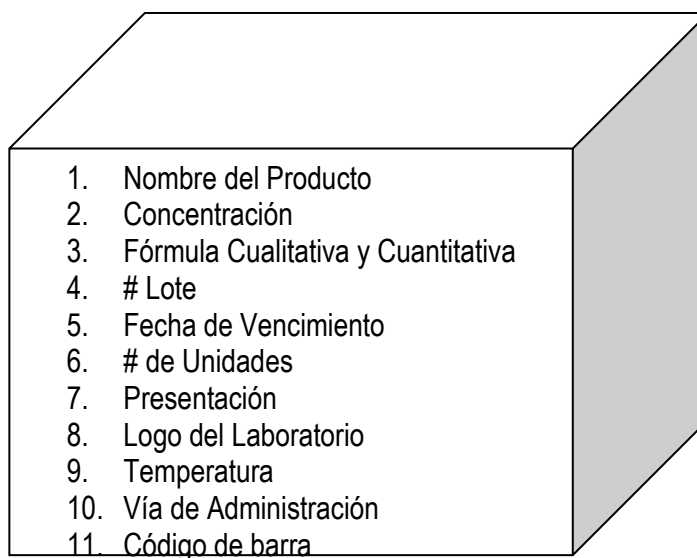 1. Nombre del Producto
2. Concentración
3. Fórmula Cualitativa y Cuantitativa
4. # Lote
5. Fecha de Vencimiento
6. # de Unidades
7. Presentación
8. Logo del Laboratorio
9. Temperatura
10. Vía de Administración
11. Código de barra